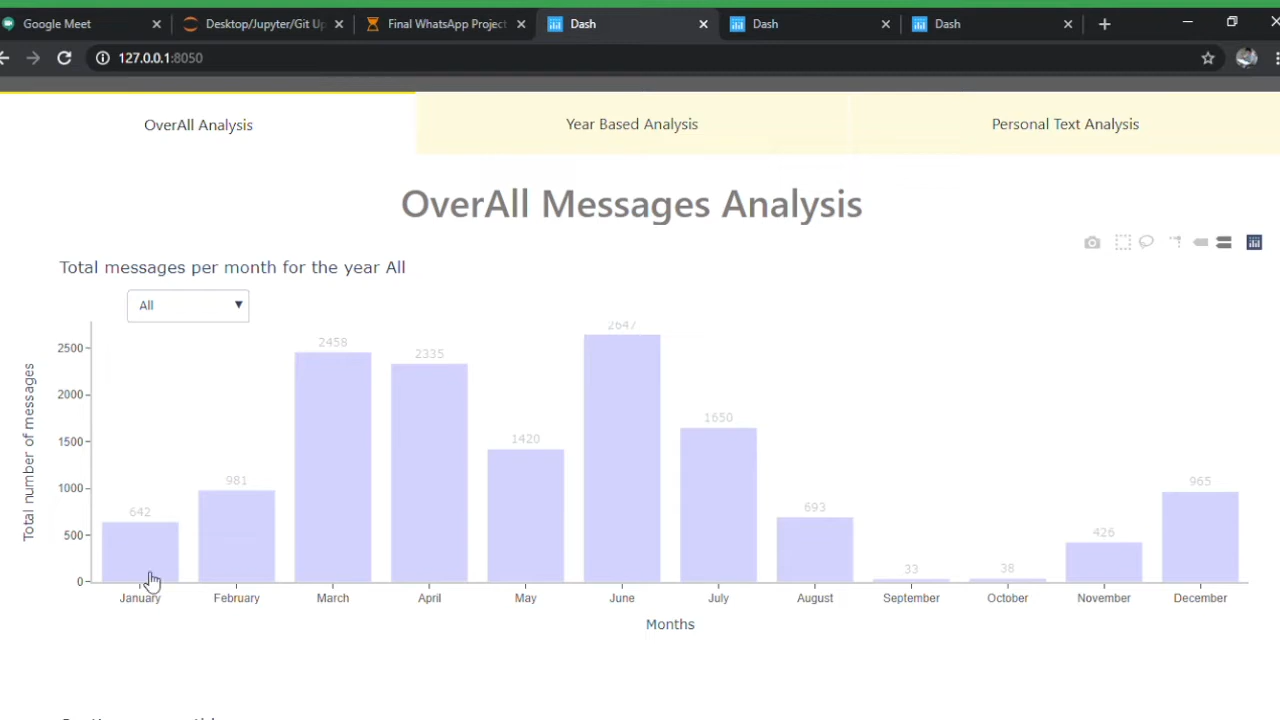 Google Meet
Desktop/Jupyter/Git Up
Final WhatsApp Project
Dash
Dash
Dash
127.0.0.1:8050
OverAll Analysis
Year Based Analysis
Personal Text Analysis
OverAll Messages Analysis
Total messages per month for the year All
All
Total number of messages
2500
2000
1500
1000
500
0
642
981
2458
2335
1420
2647
1650
693
33
38
426
965
January
February
March
April
May
June
July
August
September
October
November
December
Months